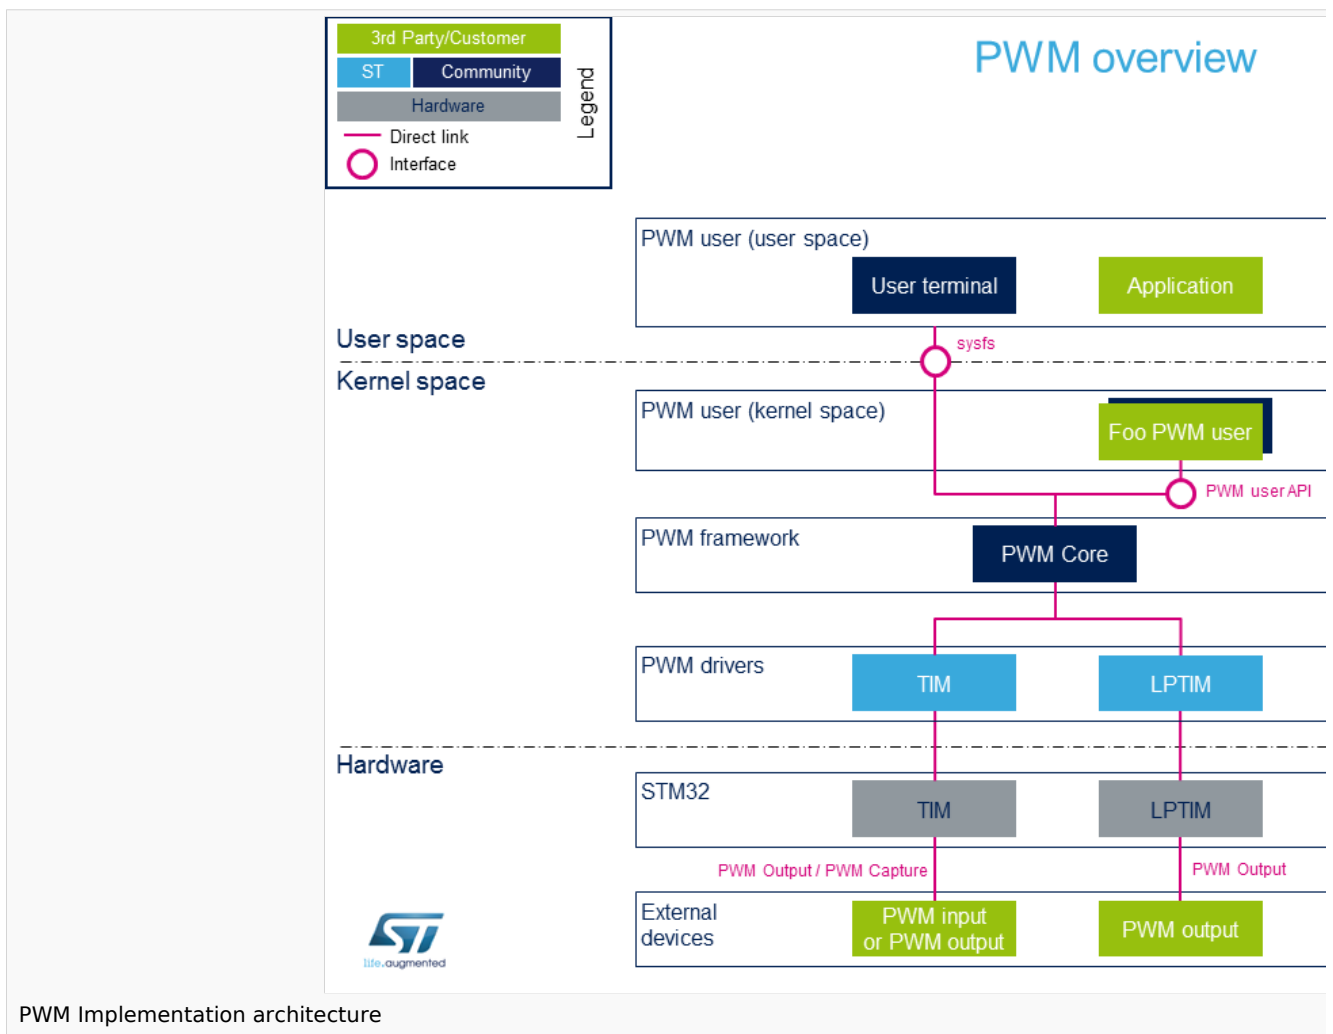 3rd Party/Customer
ST
Community
Hardware
Direct link
Interface
Legend
PWM overview
PWM user (user space)
User terminal
Application
User space
sysfs
Kernel space
PWM user (kernel space)
Foo PWM user
PWM user API
PWM framework
PWM Core
PWM drivers
TIM
LPTIM
Hardware
STM32
TIM
LPTIM
PWM Output / PWM Capture
PWM Output
External
devices
PWM input
or PWM output
PWM output
ST
life.augmented
PWM Implementation architecture